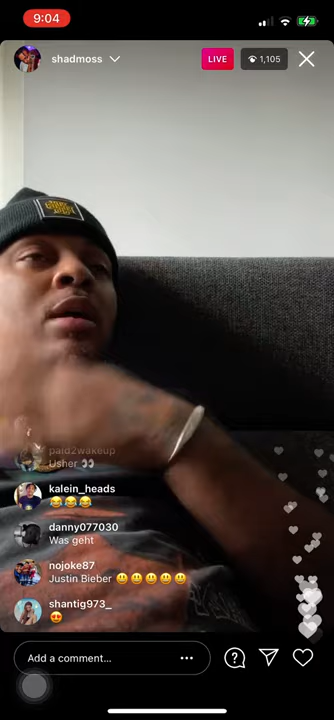 9:04
shadmoss
LIVE
1,105
paid2wakeup
Usher 👀
kalein_heads
😂😂😂
danny077030
Was geht
nojoke87
Justin Bieber 😃😃😃😃😃
shantig973_
😍
Add a comment...